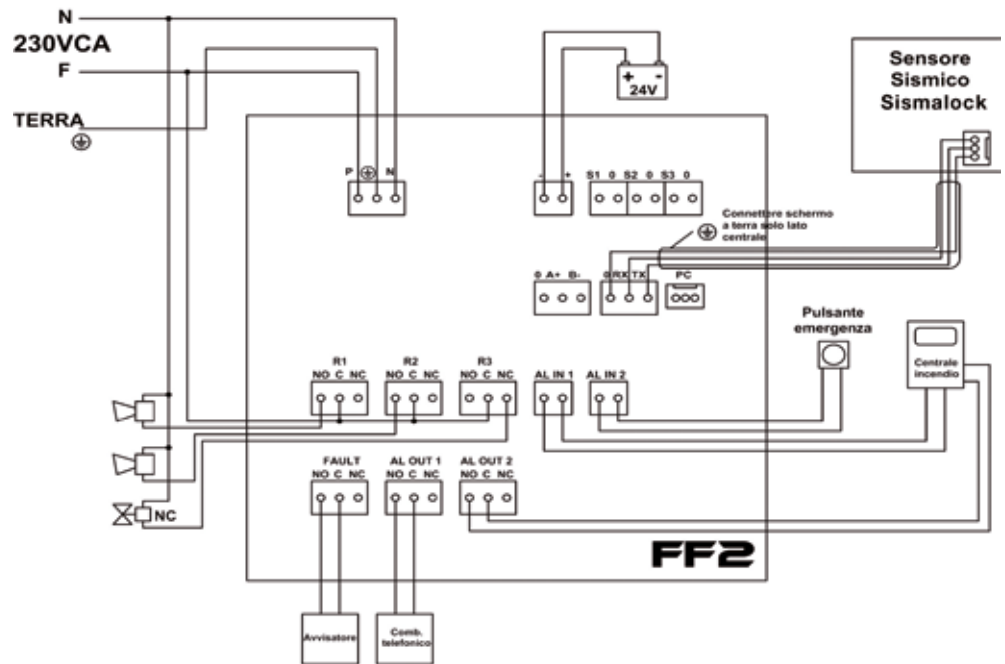 N
230VCA
F
TERRA
+ -
24V
Sensore
Sismico
Sismalock
P N
- +
S1 0 S2 0 S3 0
Connettere schermo
a terra solo lato
centrale
0 A+ B-
0 RX TX
PC
Pulsante
emergenza
Centrale
incendio
R1
NO C NC
R2
NO C NC
R3
NO C NC
AL IN 1
AL IN 2
FAULT
NO C NC
AL OUT 1
NO C NC
AL OUT 2
NO C NC
NC
FF2
Avvisatore
Comb.
telefonico